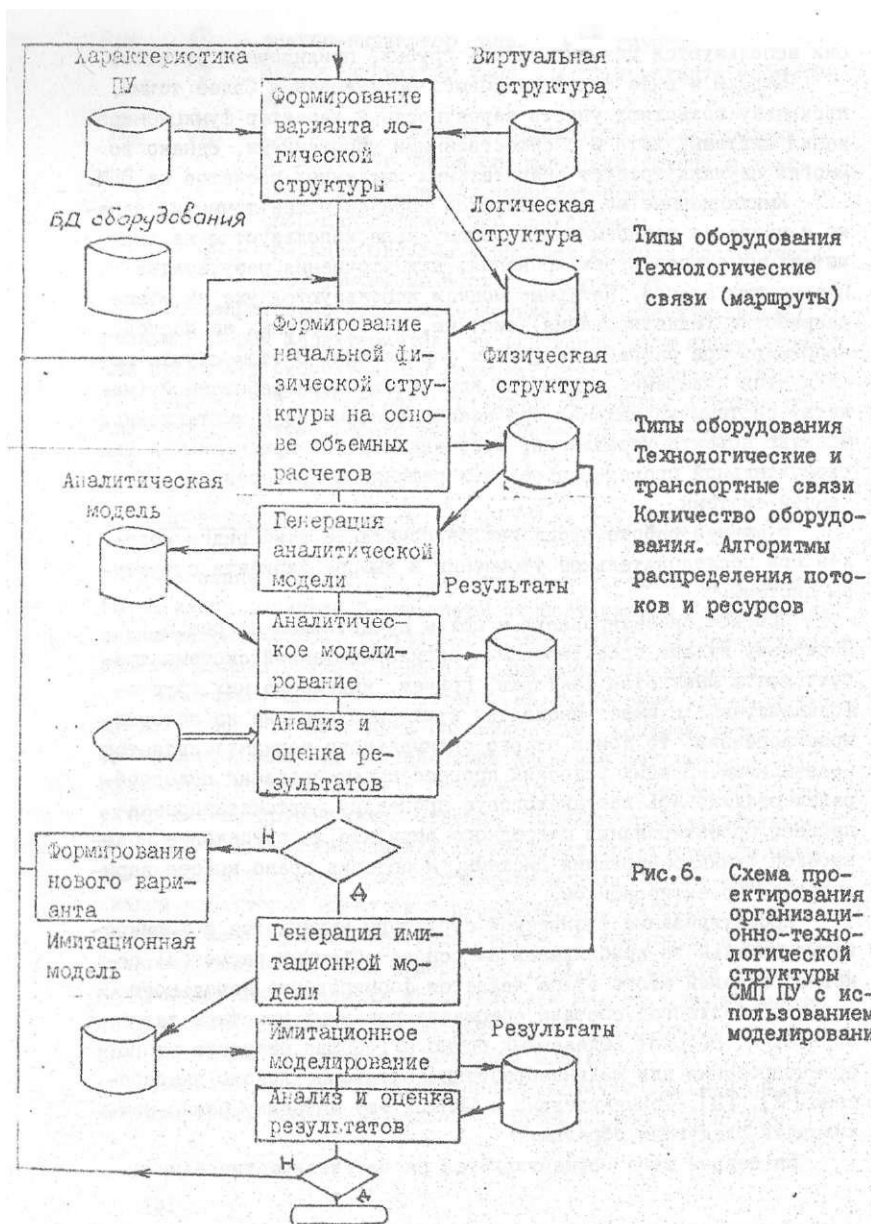 Характеристика
ПУ
Виртуальная
структура
Формирование
варианта ло-
гической
структуры
БД оборудования
Логическая
структура
Типы оборудования
Технологические
связи (маршруты)
Формирование
начальной фи-
зической стру-
ктуры на осно-
ве объемных
расчетов
Физическая
структура
Типы оборудования
Технологические и
транспортные связи
Количество оборудо-
вания. Алгоритмы
распределения пото-
ков и ресурсов
Аналитическая
модель
Генерация
аналитической
модели
Результаты
Аналитичес-
кое модели-
рование
Анализ и
оценка ре-
зультатов
Н
Д
Формирование
нового вари-
анта
Имитационная
модель
Генерация ими-
тационной мо-
дели
Рис.6. Схема про-
ектирования
организаци-
онно-техно-
логической
структуры
СМП ПУ с ис-
пользованием
моделировани
Имитационное
моделирование
Результаты
Анализ и оценка
результатов
Н
Д